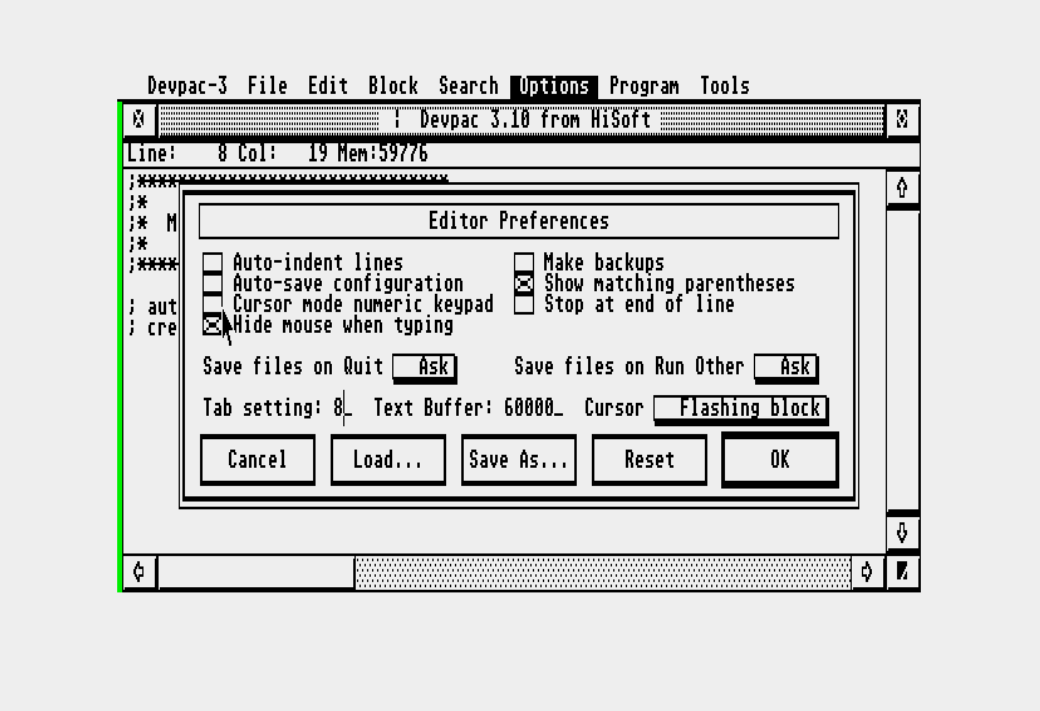 Devpac-3 File Edit Block Search Options Program Tools
¦ Devpac 3.10 from HiSoft
Line: 8 Col: 19 Mem:59776
;*******************************
;*
;* M
;*
;****
; aut
; cre
Editor Preferences
Auto-indent lines Make backups
Auto-save configuration Show matching parentheses
Cursor mode numeric keypad Stop at end of line
Hide mouse when typing
Save files on Quit Ask Save files on Run Other Ask
Tab setting: 8_ Text Buffer: 60000_ Cursor Flashing block
Cancel Load... Save As... Reset OK